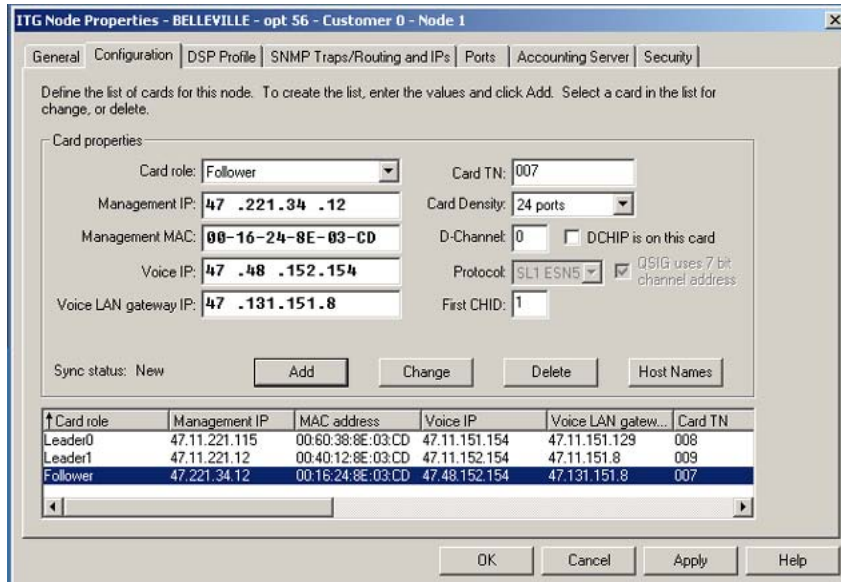 ITG Node Properties - BELLEVILLE - opt 56 - Customer 0 - Node 1
General Configuration DSP Profile SNMP Traps/Routing and IPs Ports Accounting Server Security
Define the list of cards for this node. To create the list, enter the values and click Add. Select a card in the list for
change, or delete.
Card properties
Card role: Follower Card TN: 007
Management IP: 47 .221.34 .12 Card Density: 24 ports
Management MAC: 00-16-24-8E-03-CD D-Channel: 0 DCHIP is on this card
Voice IP: 47 .48 .152.154 Protocol: SL1 ESN5 QSIG uses 7 bit
channel address
Voice LAN gateway IP: 47 .131.151.8 First CHID: 1
Sync status: New Add Change Delete Host Names
Card role Management IP MAC address Voice IP Voice LAN gatew... Card TN
Leader0 47.11.221.115 00:60:38:8E:03:CD 47.11.151.154 47.11.151.129 008
Leader1 47.11.221.12 00:40:12:8E:03:CD 47.11.152.154 47.11.151.8 009
Follower 47.221.34.12 00:16:24:8E:03:CD 47.48.152.154 47.131.151.8 007
OK Cancel Apply Help